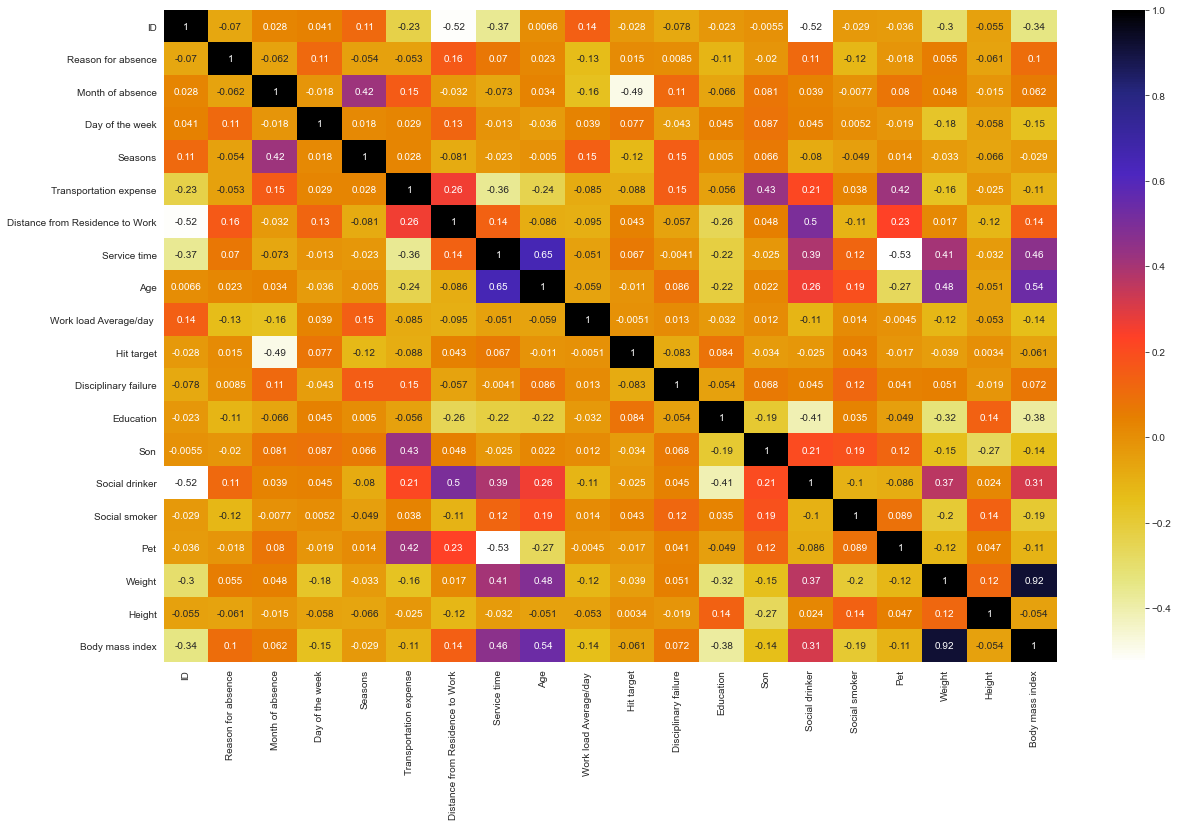 ID 1 -0.07 0.028 0.041 0.11 -0.23 -0.52 -0.37 0.0066 0.14 -0.028 -0.078 -0.023 -0.0055 -0.52 -0.029 -0.036 -0.3 -0.055 -0.34
Reason for absence -0.07 1 -0.062 0.11 -0.054 -0.053 0.16 0.07 0.023 -0.13 0.015 0.0085 -0.11 -0.02 0.11 -0.12 -0.018 0.055 -0.061 0.1
Month of absence 0.028 -0.062 1 -0.018 0.42 0.15 -0.032 -0.073 0.034 -0.16 -0.49 0.11 -0.066 0.081 0.039 -0.0077 0.08 0.048 -0.015 0.062
Day of the week 0.041 0.11 -0.018 1 0.018 0.029 0.13 -0.013 -0.036 0.039 0.077 -0.043 0.045 0.087 0.045 0.0052 -0.019 -0.18 -0.058 -0.15
Seasons 0.11 -0.054 0.42 0.018 1 0.028 -0.081 -0.023 -0.005 0.15 -0.12 0.15 0.005 0.066 -0.08 -0.049 0.014 -0.033 -0.066 -0.029
Transportation expense -0.23 -0.053 0.15 0.029 0.028 1 0.26 -0.36 -0.24 -0.085 -0.088 0.15 -0.056 0.43 0.21 0.038 0.42 -0.16 -0.025 -0.11
Distance from Residence to Work -0.52 0.16 -0.032 0.13 -0.081 0.26 1 0.14 -0.086 -0.095 0.043 -0.057 -0.26 0.048 0.5 -0.11 0.23 0.017 -0.12 0.14
Service time -0.37 0.07 -0.073 -0.013 -0.023 -0.36 0.14 1 0.65 -0.051 0.067 -0.0041 -0.22 -0.025 0.39 0.12 -0.53 0.41 -0.032 0.46
Age 0.0066 0.023 0.034 -0.036 -0.005 -0.24 -0.086 0.65 1 -0.059 -0.011 0.086 -0.22 0.022 0.26 0.19 -0.27 0.48 -0.051 0.54
Work load Average/day 0.14 -0.13 -0.16 0.039 0.15 -0.085 -0.095 -0.051 -0.059 1 -0.0051 0.013 -0.032 0.012 -0.11 0.014 -0.0045 -0.12 -0.053 -0.14
Hit target -0.028 0.015 -0.49 0.077 -0.12 -0.088 0.043 0.067 -0.011 -0.0051 1 -0.083 0.084 -0.034 -0.025 0.043 -0.017 -0.039 0.0034 -0.061
Disciplinary failure -0.078 0.0085 0.11 -0.043 0.15 0.15 -0.057 -0.0041 0.086 0.013 -0.083 1 -0.054 0.068 0.045 0.12 0.041 0.051 -0.019 0.072
Education -0.023 -0.11 -0.066 0.045 0.005 -0.056 -0.26 -0.22 -0.22 -0.032 0.084 -0.054 1 -0.19 -0.41 0.035 -0.049 -0.32 0.14 -0.38
Son -0.0055 -0.02 0.081 0.087 0.066 0.43 0.048 -0.025 0.022 0.012 -0.034 0.068 -0.19 1 0.21 0.19 0.12 -0.15 -0.27 -0.14
Social drinker -0.52 0.11 0.039 0.045 -0.08 0.21 0.5 0.39 0.26 -0.11 -0.025 0.045 -0.41 0.21 1 -0.1 -0.086 0.37 0.024 0.31
Social smoker -0.029 -0.12 -0.0077 0.0052 -0.049 0.038 -0.11 0.12 0.19 0.014 0.043 0.12 0.035 0.19 -0.1 1 0.089 -0.2 0.14 -0.19
Pet -0.036 -0.018 0.08 -0.019 0.014 0.42 0.23 -0.53 -0.27 -0.0045 -0.017 0.041 -0.049 0.12 -0.086 0.089 1 -0.12 0.047 -0.11
Weight -0.3 0.055 0.048 -0.18 -0.033 -0.16 0.017 0.41 0.48 -0.12 -0.039 0.051 -0.32 -0.15 0.37 -0.2 -0.12 1 0.12 0.92
Height -0.055 -0.061 -0.015 -0.058 -0.066 -0.025 -0.12 -0.032 -0.051 -0.053 0.0034 -0.019 0.14 -0.27 0.024 0.14 0.047 0.12 1 -0.054
Body mass index -0.34 0.1 0.062 -0.15 -0.029 -0.11 0.14 0.46 0.54 -0.14 -0.061 0.072 -0.38 -0.14 0.31 -0.19 -0.11 0.92 -0.054 1
ID
Reason for absence
Month of absence
Day of the week
Seasons
Transportation expense
Distance from Residence to Work
Service time
Age
Work load Average/day
Hit target
Disciplinary failure
Education
Son
Social drinker
Social smoker
Pet
Weight
Height
Body mass index
1.0
0.8
0.6
0.4
0.2
0.0
−0.2
−0.4